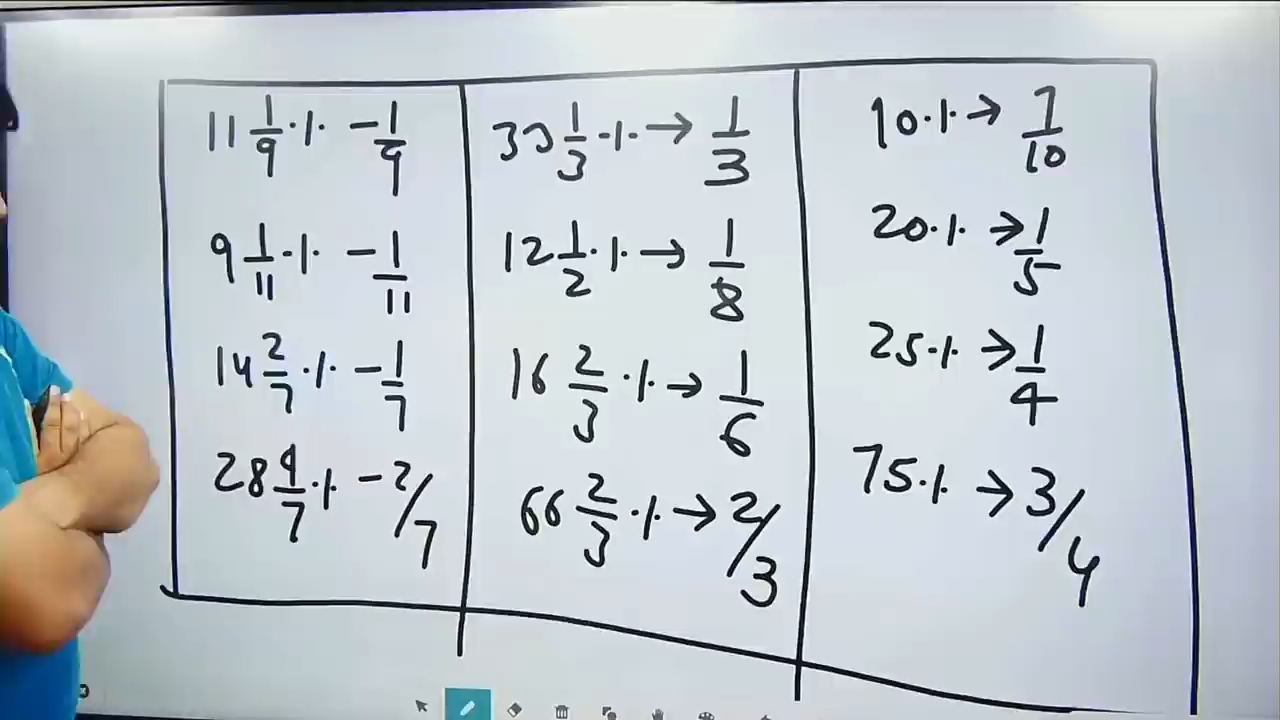 11 1/9 % - 1/9
9 1/11 % - 1/11
14 2/7 % - 1/7
28 4/7 % - 2/7
33 1/3 % → 1/3
12 1/2 % → 1/8
16 2/3 % → 1/6
66 2/3 % → 2/3
10 % → 1/10
20 % → 1/5
25 % → 1/4
75 % → 3/4